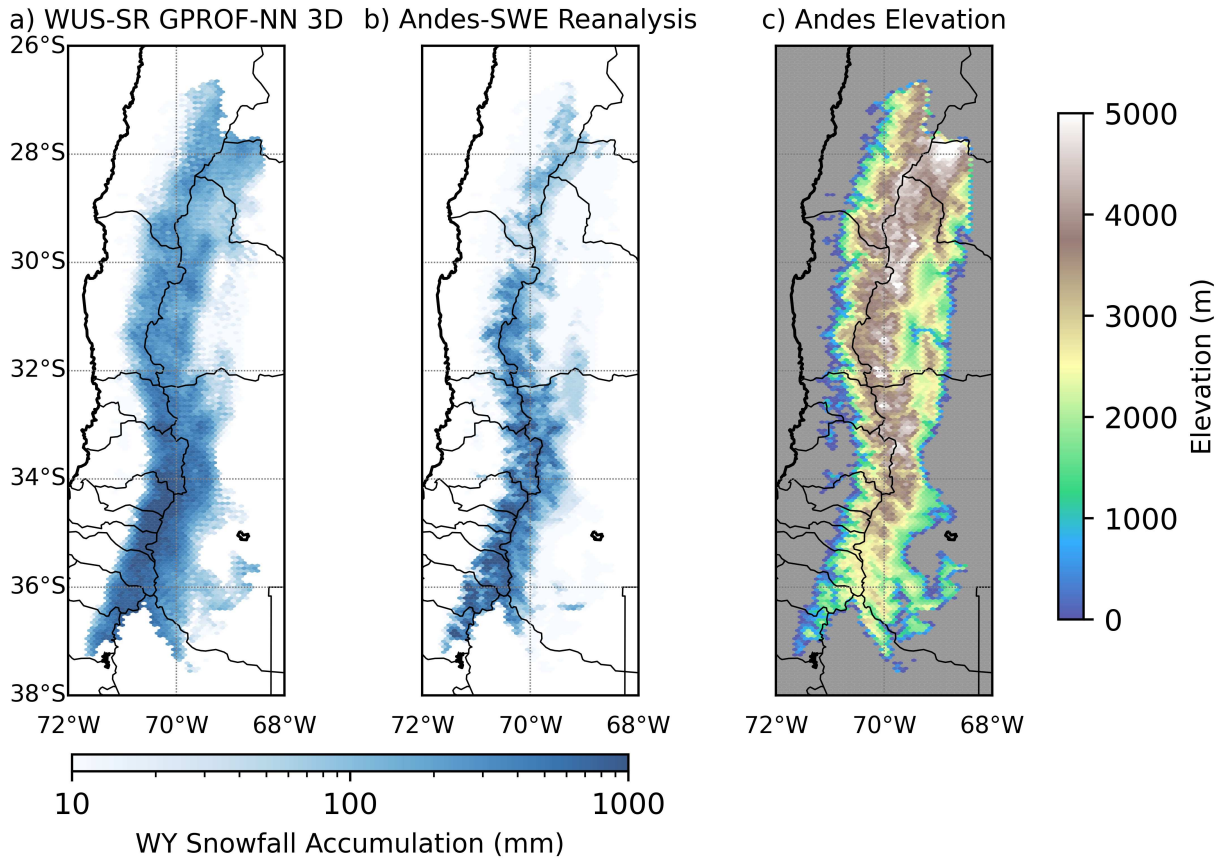 a) WUS-SR GPROF-NN 3D
b) Andes-SWE Reanalysis
c) Andes Elevation
26°S
28°S
30°S
32°S
34°S
36°S
38°S
72°W 70°W 68°W
72°W 70°W 68°W
72°W 70°W 68°W
5000
4000
3000
2000
1000
0
Elevation (m)
10 100 1000
WY Snowfall Accumulation (mm)